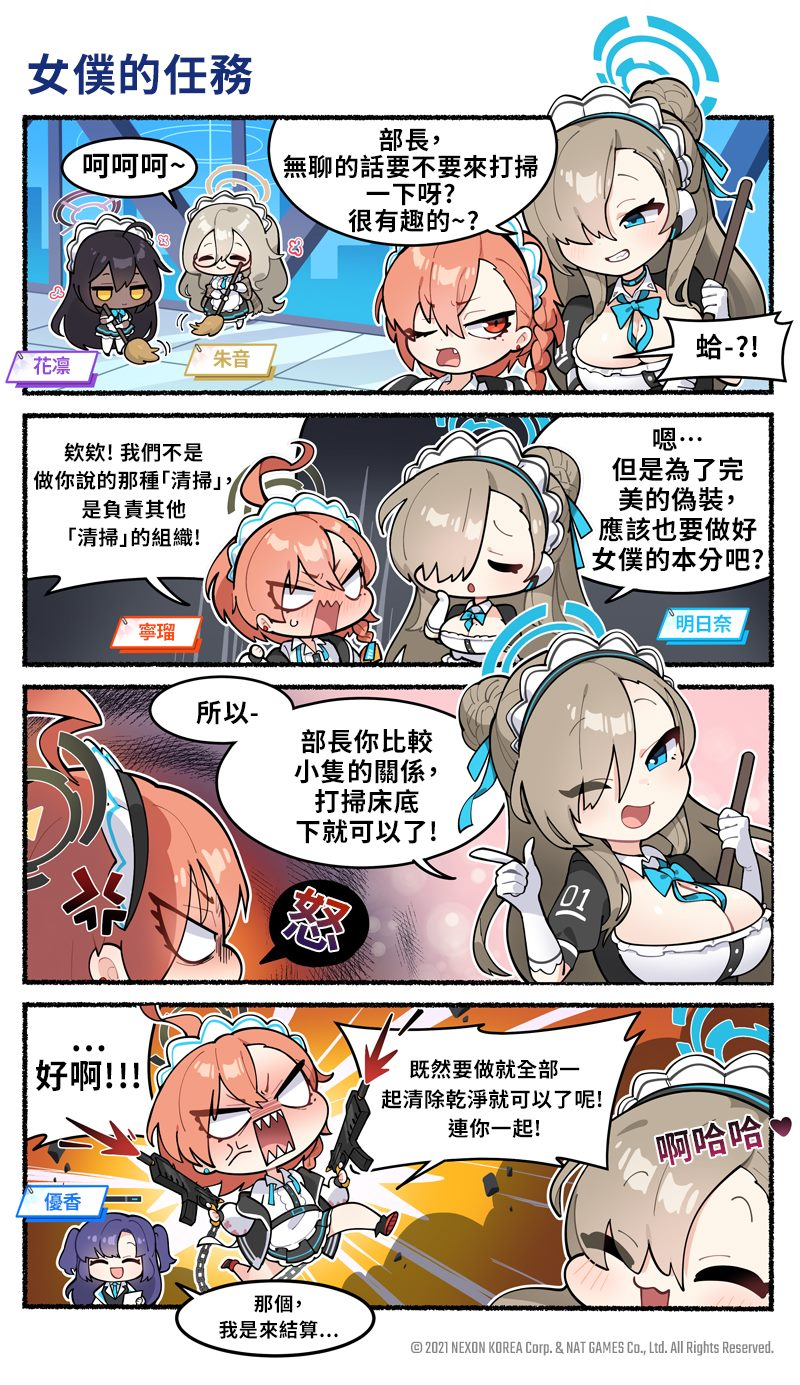 女僕的任務
呵呵呵~
部長,
無聊的話要不要來打掃
一下呀?
很有趣的~?
蛤-?!
花凛
朱音
欸欸! 我們不是
做你說的那種「清掃」,
是負責其他
「清掃」的組織!
嗯…
但是為了完
美的偽裝,
應該也要做好
女僕的本分吧?
寧瑠
明日奈
所以-
部長你比較
小隻的關係,
打掃床底
下就可以了!
01
怒
…
好啊!!!
既然要做就全部一
起清除乾淨就可以了呢!
連你一起!
啊哈哈♥
優香
那個,
我是來結算...
© 2021 NEXON KOREA Corp. & NAT GAMES Co., Ltd. All Rights Reserved.